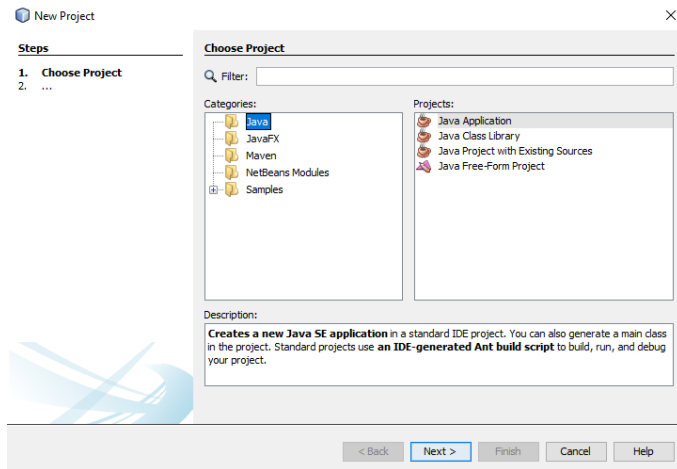 New Project
Steps
1. Choose Project
2. ...
Choose Project
Filter:
Categories:
Java
JavaFX
Maven
NetBeans Modules
Samples
Projects:
Java Application
Java Class Library
Java Project with Existing Sources
Java Free-Form Project
Description:
Creates a new Java SE application in a standard IDE project. You can also generate a main class
in the project. Standard projects use an IDE-generated Ant build script to build, run, and debug
your project.
< Back
Next >
Finish
Cancel
Help